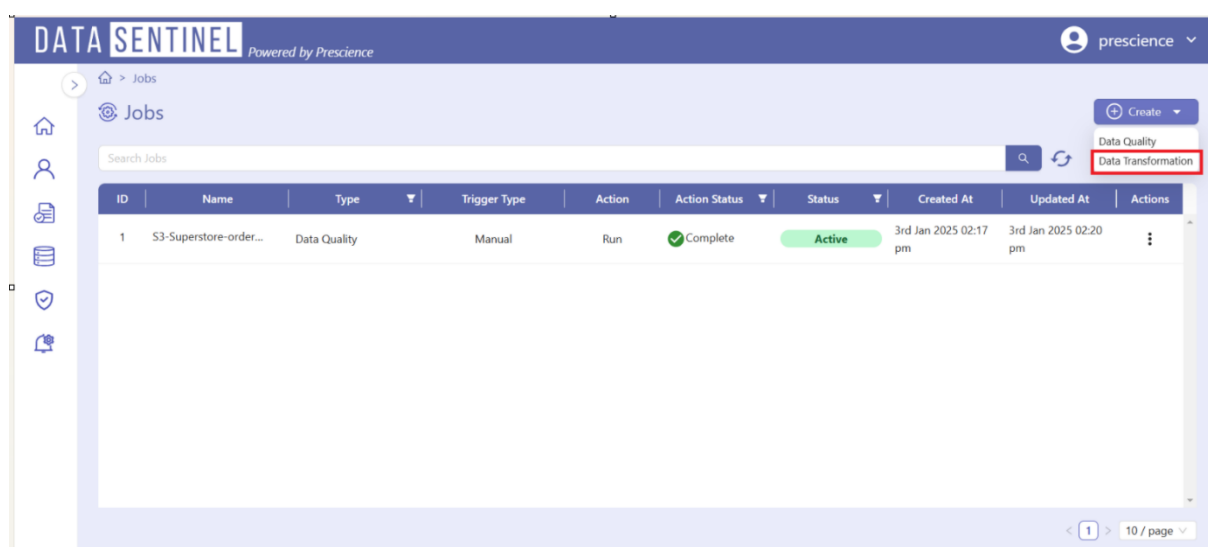 DATA SENTINEL Powered by Prescience
prescience
> Jobs
Jobs
Create
Search Jobs
Data Quality
Data Transformation
ID Name Type Trigger Type Action Action Status Status Created At Updated At Actions
1 S3-Superstore-order... Data Quality Manual Run Complete Active 3rd Jan 2025 02:17 pm 3rd Jan 2025 02:20 pm
< 1 > 10 / page